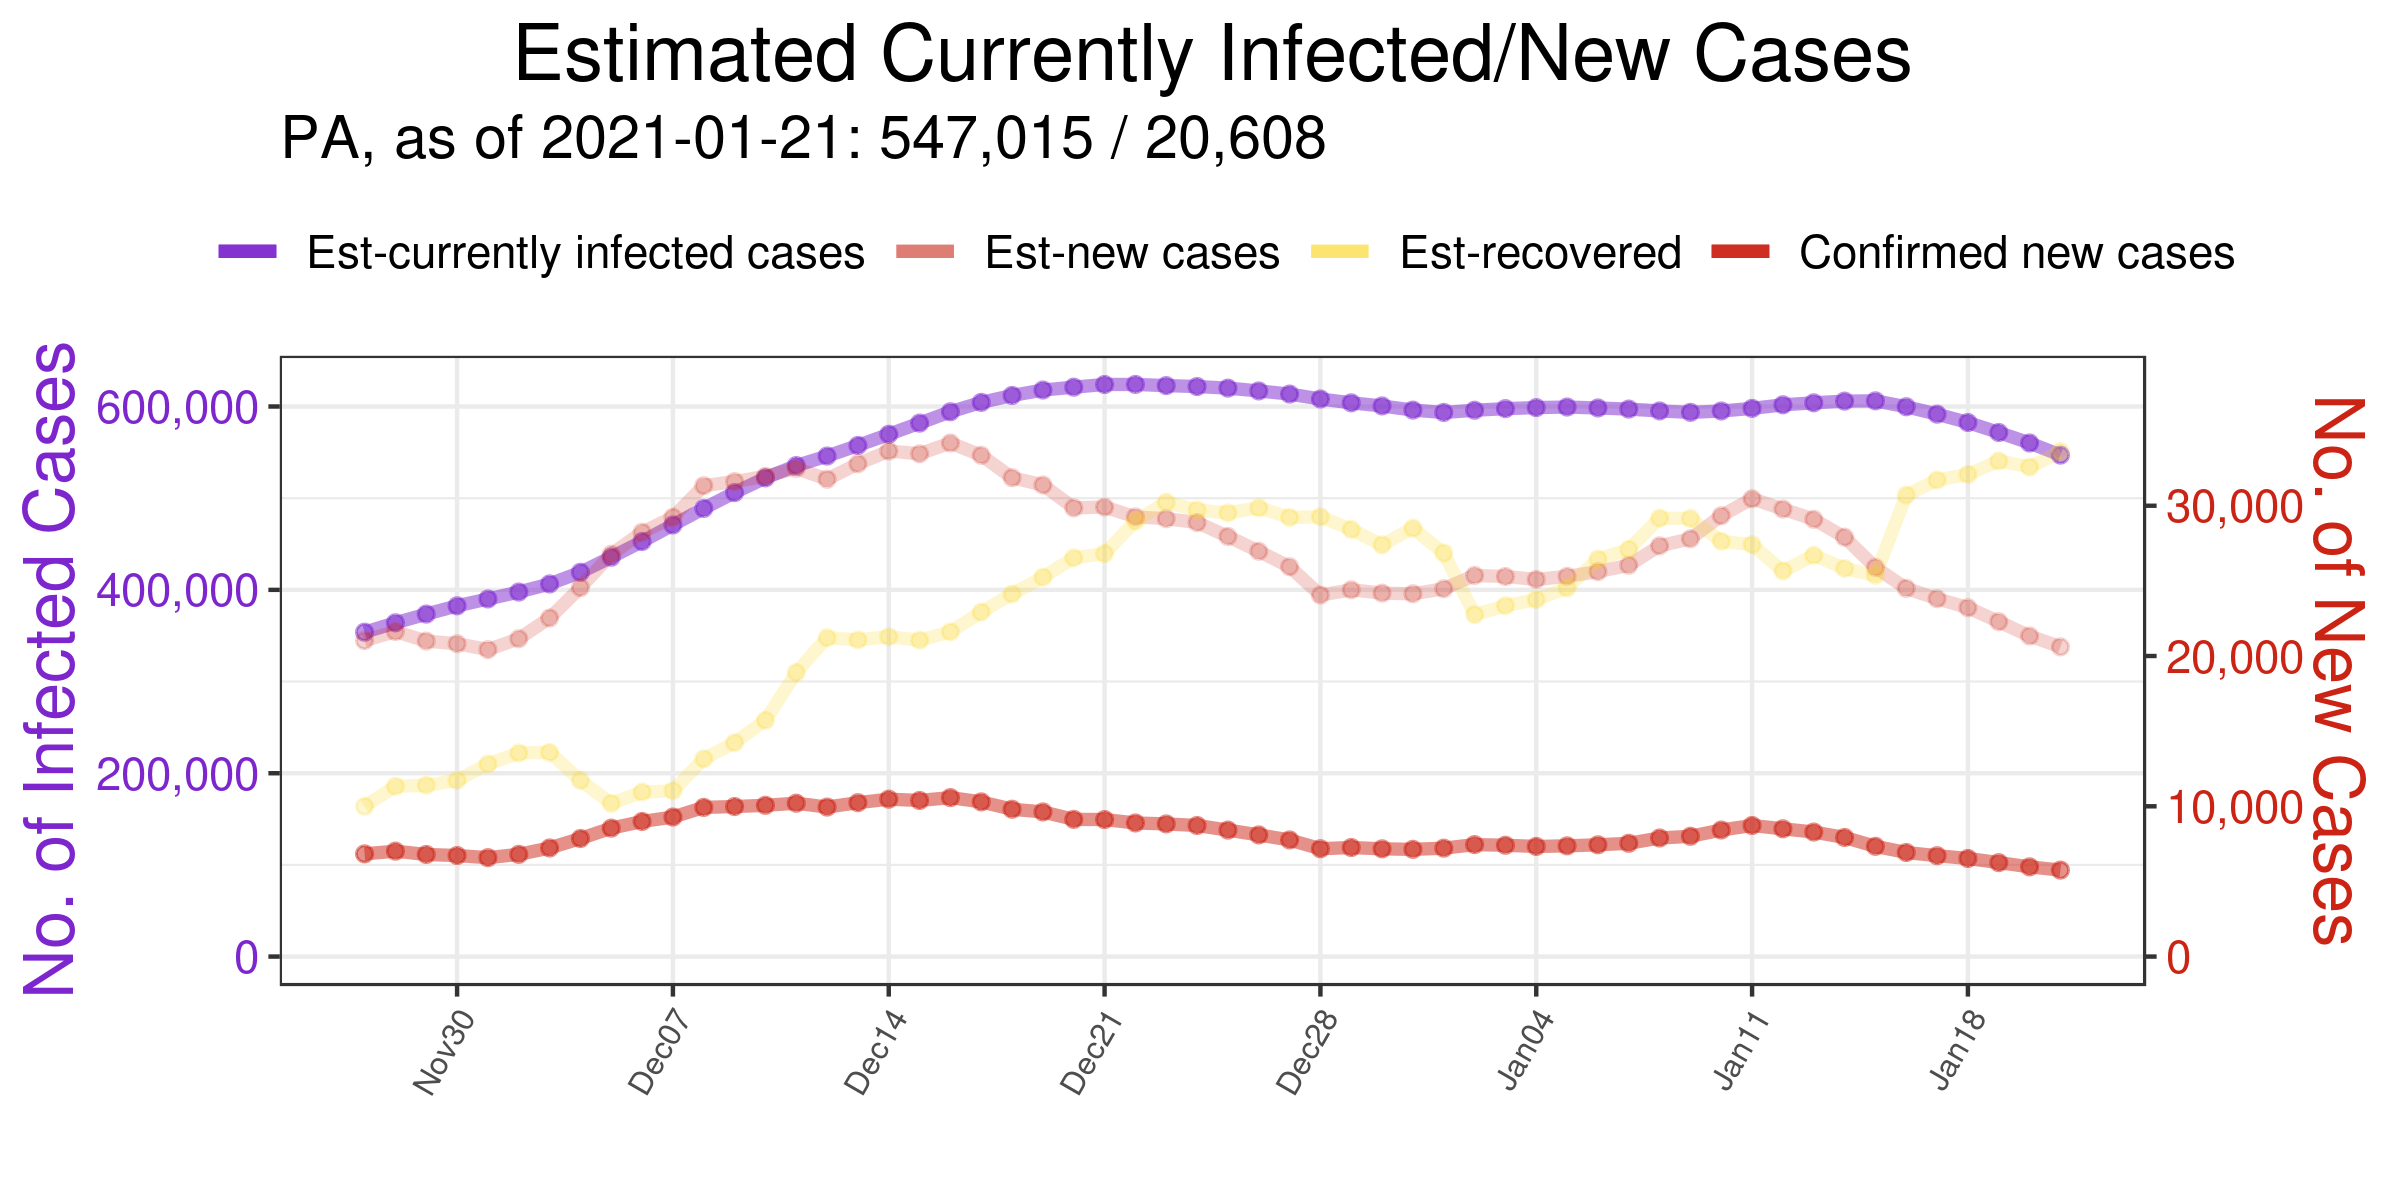 Estimated Currently Infected/New Cases
PA, as of 2021-01-21: 547,015 / 20,608
Est-currently infected cases Est-new cases Est-recovered Confirmed new cases
No. of Infected Cases
600,000
400,000
200,000
0
30,000
20,000
10,000
0
No. of New Cases
Nov30 Dec07 Dec14 Dec21 Dec28 Jan04 Jan11 Jan18